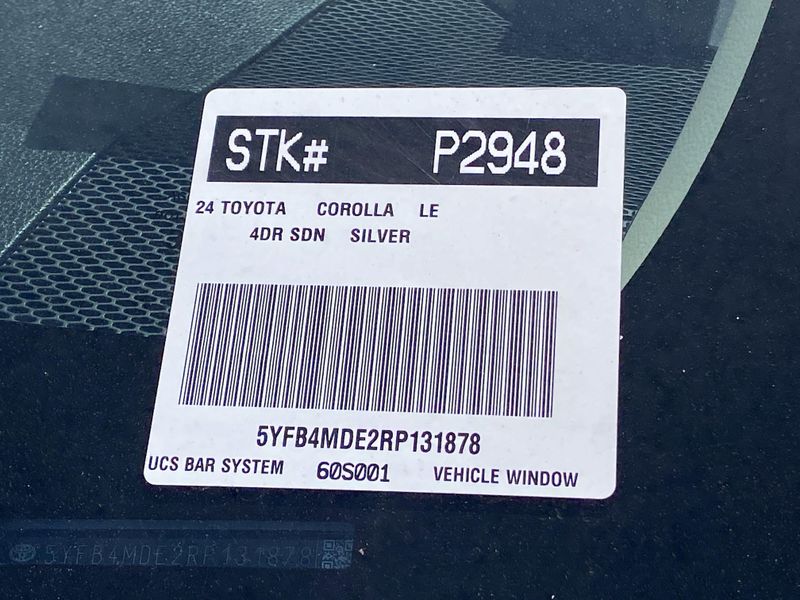 STK# P2948
24 TOYOTA COROLLA LE
4DR SDN SILVER
5YFB4MDE2RP131878
UCS BAR SYSTEM 60S001 VEHICLE WINDOW
5YFB4MDE2RP131878